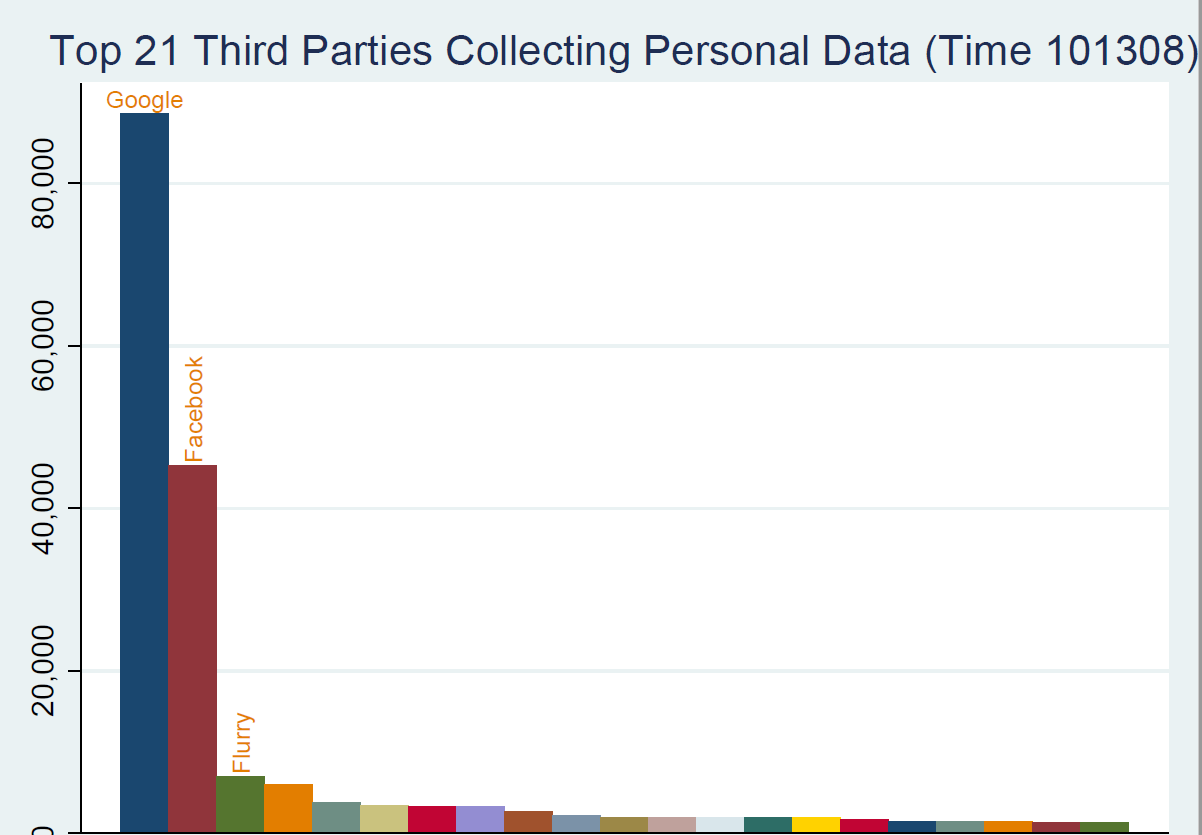 Top 21 Third Parties Collecting Personal Data (Time 101308)
Google
80,000
60,000
Facebook
40,000
20,000
Flurry
0